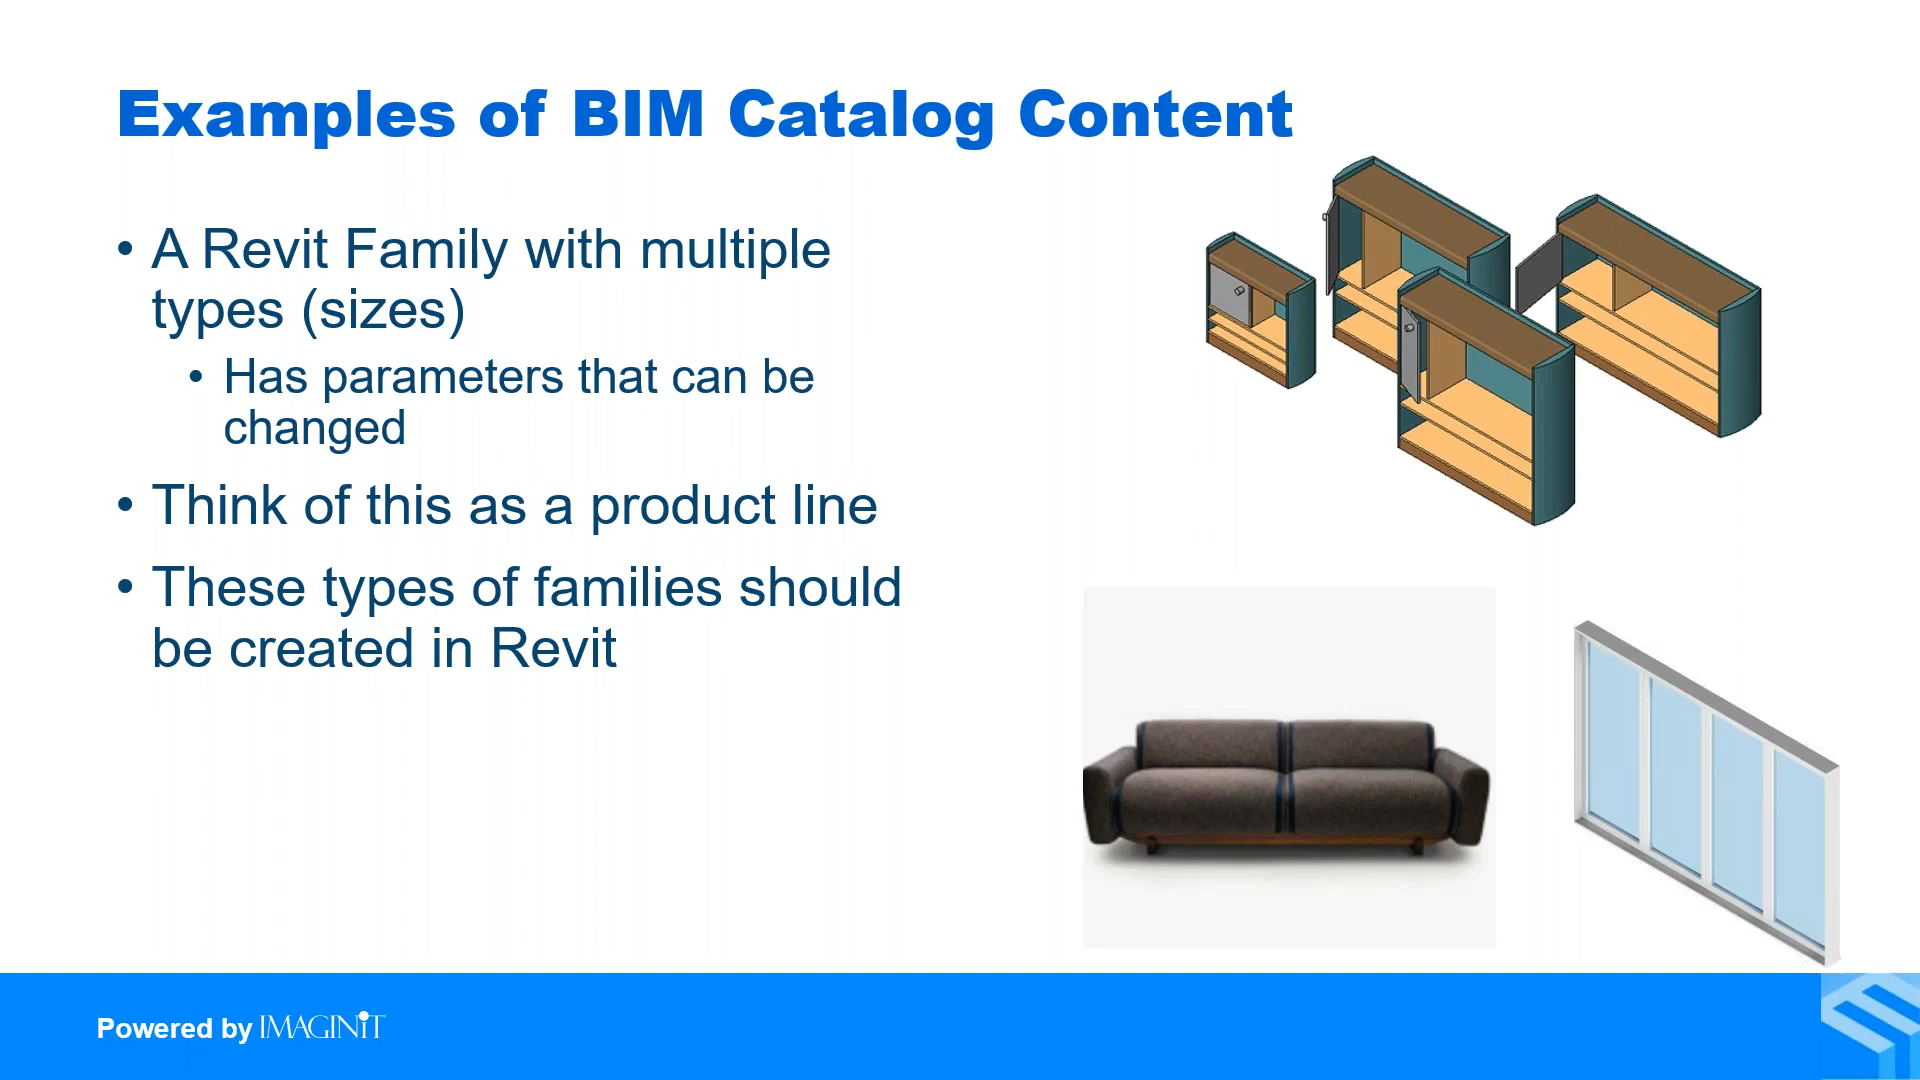 Examples of BIM Catalog Content
• A Revit Family with multiple
types (sizes)
• Has parameters that can be
changed
• Think of this as a product line
• These types of families should
be created in Revit
Powered by IMAGINiT